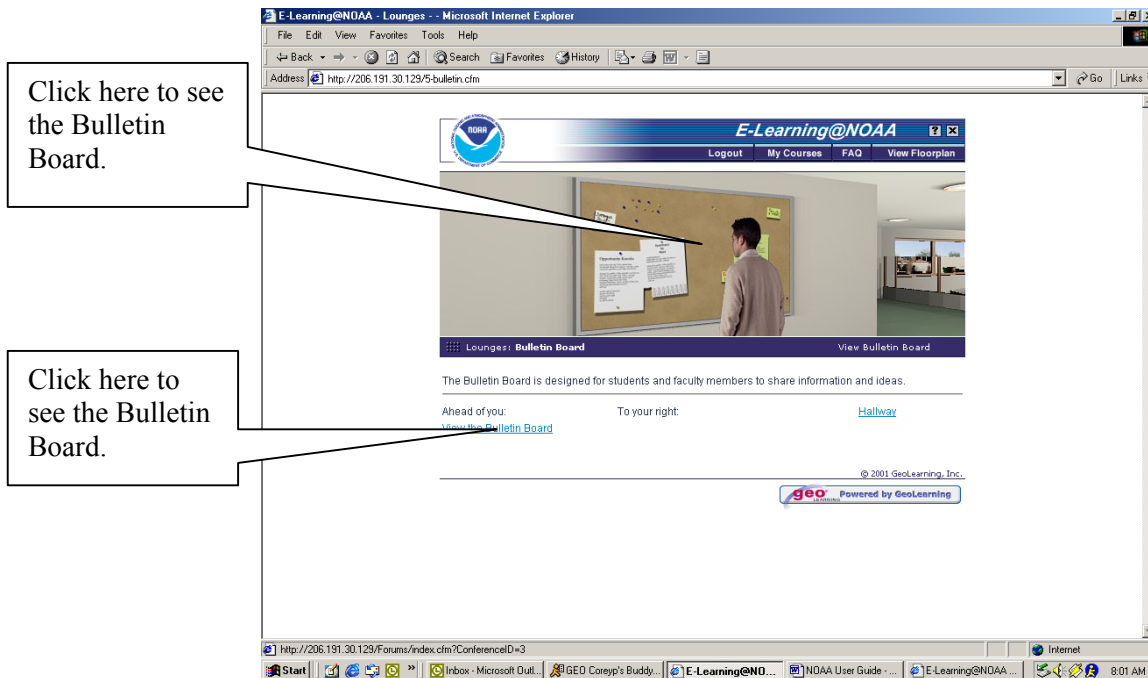 E-Learning@NOAA - Lounges - - Microsoft Internet Explorer
File Edit View Favorites Tools Help
Back Search Favorites History
Address http://206.191.30.129/5-bulletin.cfm Go Links
Click here to see
the Bulletin
Board.
NOAA
E-Learning@NOAA
Logout My Courses FAQ View Floorplan
Lounges: Bulletin Board View Bulletin Board
The Bulletin Board is designed for students and faculty members to share information and ideas.
Click here to
see the Bulletin
Board.
Ahead of you: To your right: Hallway
View the Bulletin Board
© 2001 GeoLearning, Inc.
geo LEARNING Powered by GeoLearning
http://206.191.30.129/Forums/index.cfm?ConferenceID=3 Internet
Start Inbox - Microsoft Outl... GEO Coreyp's Buddy... E-Learning@NO... NOAA User Guide - ... E-Learning@NOAA ... 8:01 AM